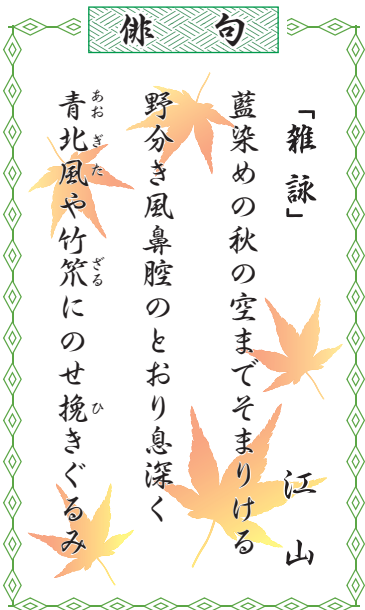 俳句
「雑詠」
江山
藍染めの秋の空までそまりける
野分き風鼻腔のとおり息深く
青北風や竹笊にのせ挽きぐるみ
あおぎた
ざる
ひ